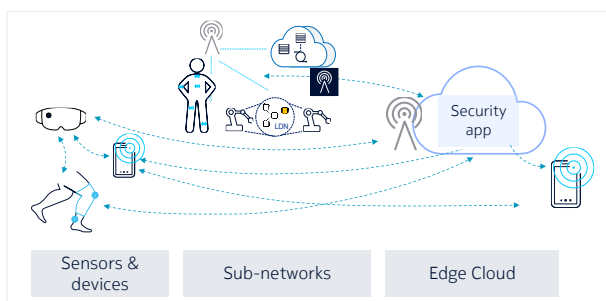 LDN
Security
app
Sensors &
devices
Sub-networks
Edge Cloud